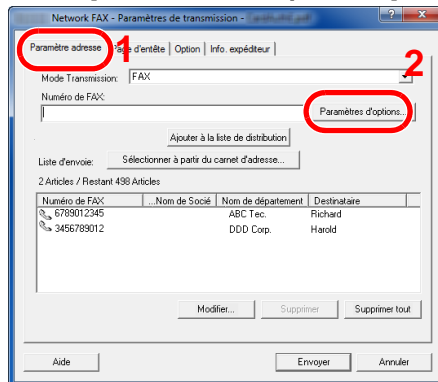 Network FAX - Paramètres de transmission -
Paramètre adresse Page d'entête Option Info. expéditeur
1
2
Mode Transmission: FAX
Numéro de FAX:
Paramètres d'options...
Ajouter à la liste de distribution
Liste d'envoie: Sélectionner à partir du carnet d'adresse...
2 Articles / Restant 498 Articles
Numéro de FAX ...Nom de Socié Nom de département Destinataire
6789012345 ABC Tec. Richard
3456789012 DDD Corp. Harold
Modifier... Supprimer Supprimer tout
Aide Envoyer Annuler